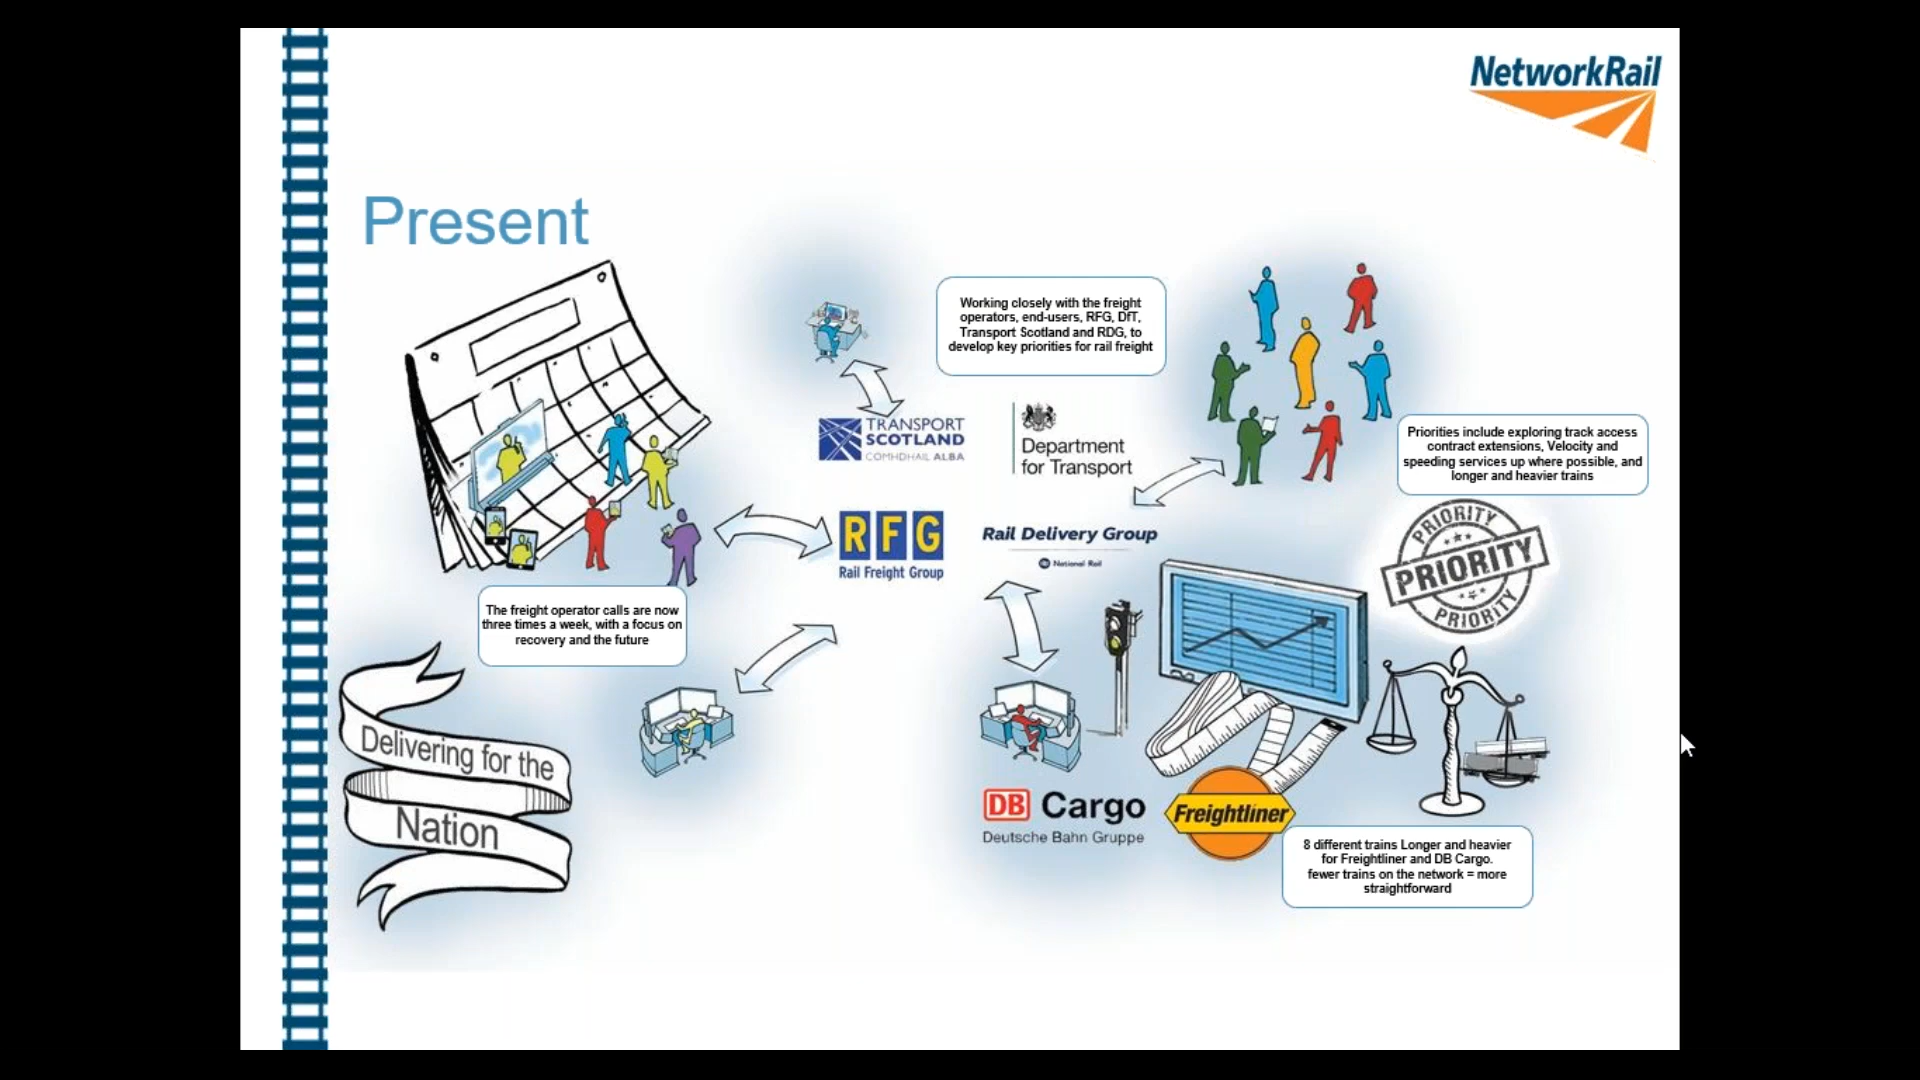 NetworkRail
Present
Working closely with the freight
operators, end-users, RFG, DfT,
Transport Scotland and RDG, to
develop key priorities for rail freight
TRANSPORT
SCOTLAND
COMHDHAIL ALBA
Department
for Transport
Priorities include exploring track access
contract extensions, Velocity and
speeding services up where possible, and
longer and heavier trains
RFG
Rail Freight Group
Rail Delivery Group
National Rail
PRIORITY
PRIORITY
PRIORITY
The freight operator calls are now
three times a week, with a focus on
recovery and the future
Delivering for the
Nation
DB Cargo
Deutsche Bahn Gruppe
Freightliner
8 different trains Longer and heavier
for Freightliner and DB Cargo.
fewer trains on the network = more
straightforward